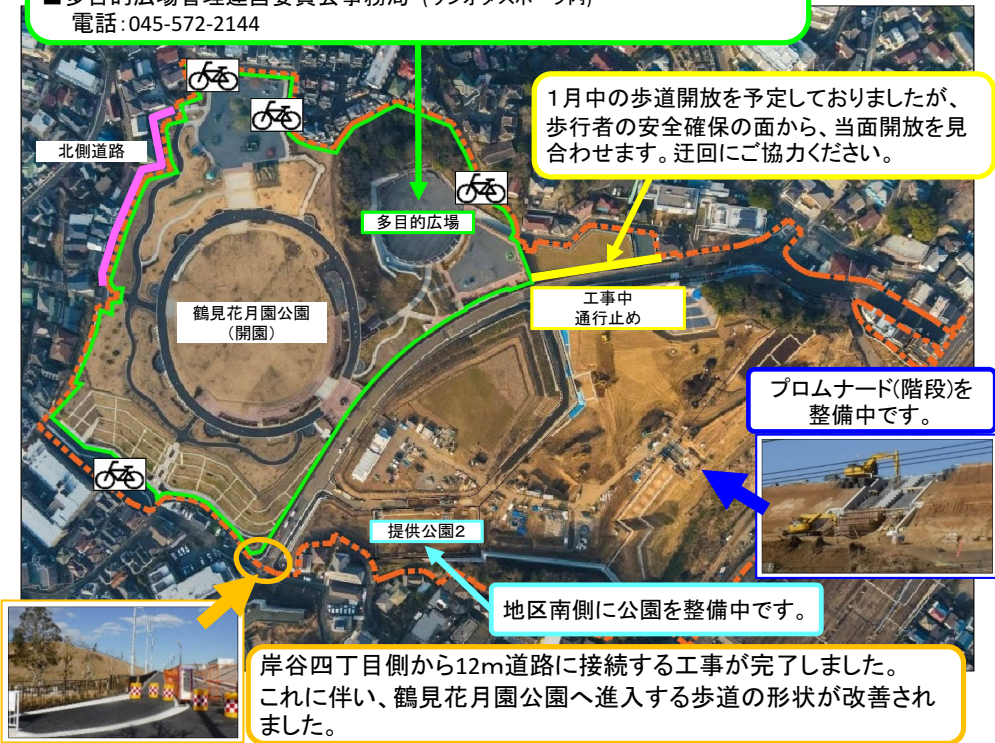 電話:045-572-2144
1月中の歩道開放を予定しておりましたが、
歩行者の安全確保の面から、当面開放を見
合わせます。迂回にご協力ください。
北側道路
多目的広場
鶴見花月園公園
(開園)
工事中
通行止め
プロムナード(階段)を
整備中です。
提供公園2
地区南側に公園を整備中です。
岸谷四丁目側から12m道路に接続する工事が完了しました。
これに伴い、鶴見花月園公園へ進入する歩道の形状が改善され
ました。